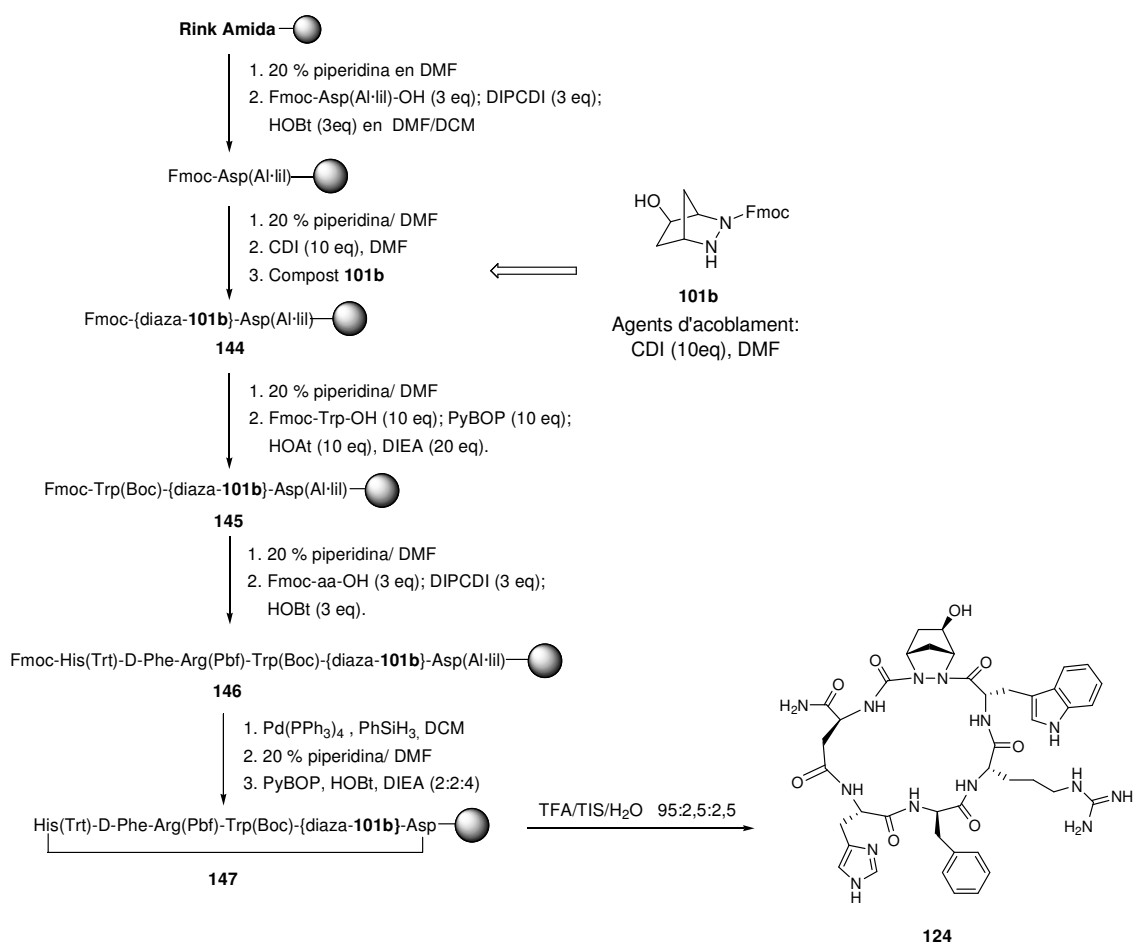 Rink Amida
1. 20 % piperidina en DMF
2. Fmoc-Asp(Al·lil)-OH (3 eq); DIPCDI (3 eq);
HOBt (3eq) en DMF/DCM
Fmoc-Asp(Al·lil)
1. 20 % piperidina/ DMF
2. CDI (10 eq), DMF
3. Compost 101b
HO
N
Fmoc
N
H
101b
Agents d'acoblament:
CDI (10eq), DMF
Fmoc-{diaza-101b}-Asp(Al·lil)
144
1. 20 % piperidina/ DMF
2. Fmoc-Trp-OH (10 eq); PyBOP (10 eq);
HOAt (10 eq), DIEA (20 eq).
Fmoc-Trp(Boc)-{diaza-101b}-Asp(Al·lil)
145
1. 20 % piperidina/ DMF
2. Fmoc-aa-OH (3 eq); DIPCDI (3 eq);
HOBt (3 eq).
Fmoc-His(Trt)-D-Phe-Arg(Pbf)-Trp(Boc)-{diaza-101b}-Asp(Al·lil)
146
1. Pd(PPh3)4 , PhSiH3, DCM
2. 20 % piperidina/ DMF
3. PyBOP, HOBt, DIEA (2:2:4)
His(Trt)-D-Phe-Arg(Pbf)-Trp(Boc)-{diaza-101b}-Asp
147
TFA/TIS/H2O 95:2,5:2,5
OH
O
N
N
O
O
H2N
NH
HN
N
H
O
O
HN
H
N
NH
NH
H2N
O
NH
H
N
O
O
N
N
H
124